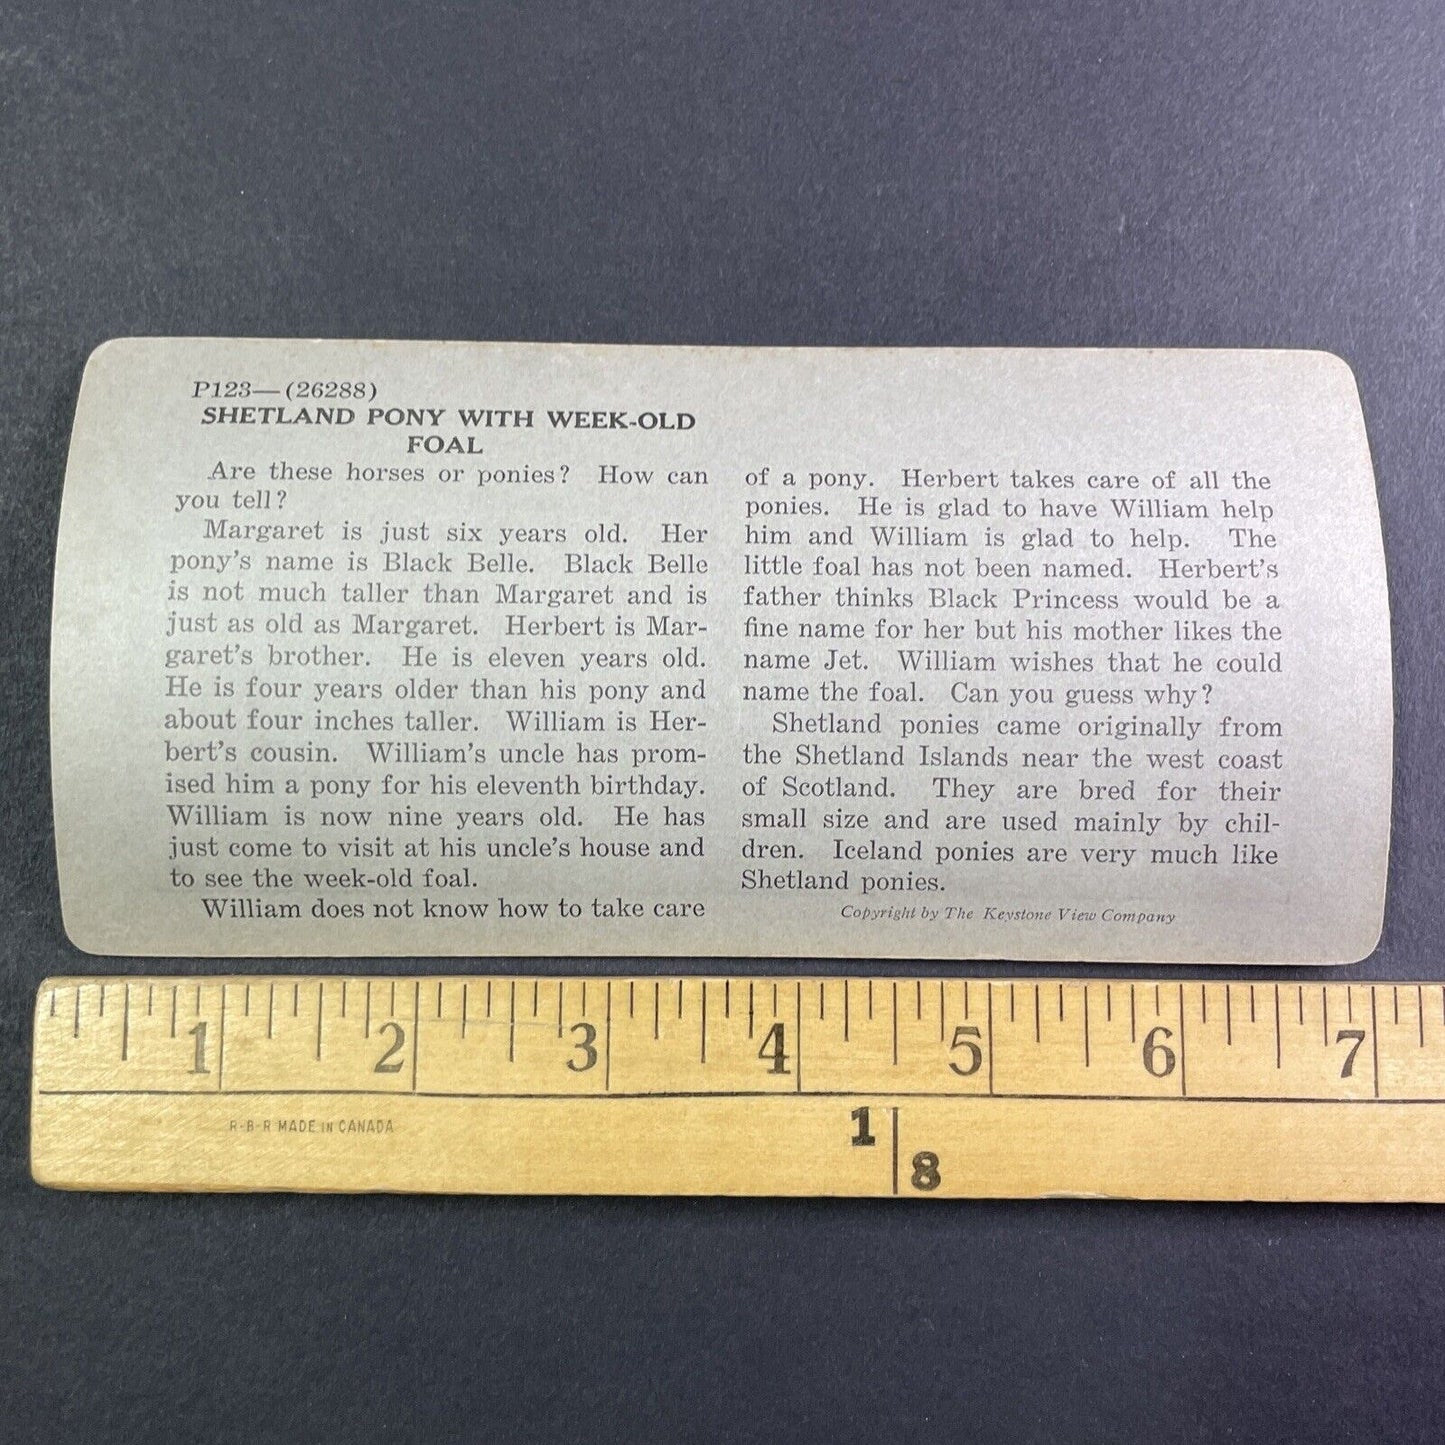 P123—(26288)
SHETLAND PONY WITH WEEK-OLD
FOAL
Are these horses or ponies? How can
you tell?
Margaret is just six years old. Her
pony's name is Black Belle. Black Belle
is not much taller than Margaret and is
just as old as Margaret. Herbert is Mar-
garet's brother. He is eleven years old.
He is four years older than his pony and
about four inches taller. William is Her-
bert's cousin. William's uncle has prom-
ised him a pony for his eleventh birthday.
William is now nine years old. He has
just come to visit at his uncle's house and
to see the week-old foal.
William does not know how to take care
of a pony. Herbert takes care of all the
ponies. He is glad to have William help
him and William is glad to help. The
little foal has not been named. Herbert's
father thinks Black Princess would be a
fine name for her but his mother likes the
name Jet. William wishes that he could
name the foal. Can you guess why?
Shetland ponies came originally from
the Shetland Islands near the west coast
of Scotland. They are bred for their
small size and are used mainly by chil-
dren. Iceland ponies are very much like
Shetland ponies.
Copyright by The Keystone View Company
1 2 3 4 5 6 7
R-B-R MADE IN CANADA
1
8